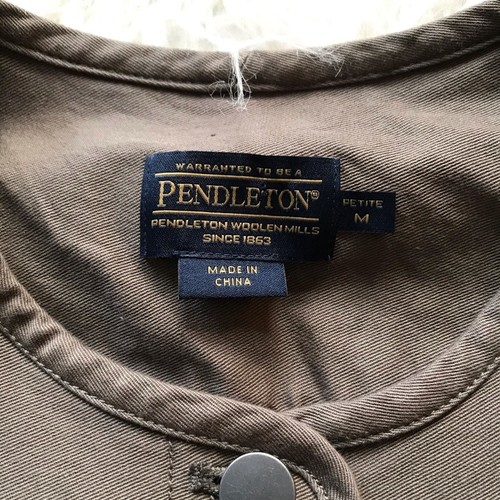 WARRANTED TO BE A
PENDLETON®
PENDLETON WOOLEN MILLS
SINCE 1863
PETITE
M
MADE IN
CHINA